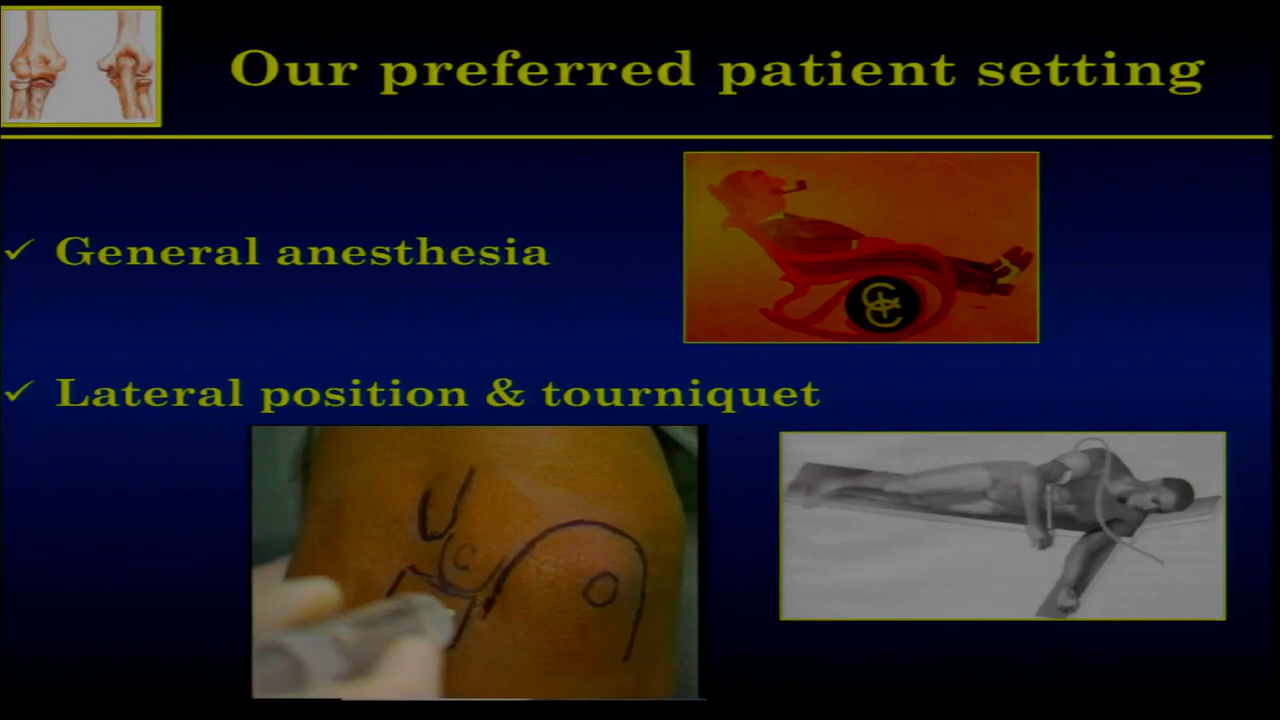 Our preferred patient setting
✓ General anesthesia
✓ Lateral position & tourniquet